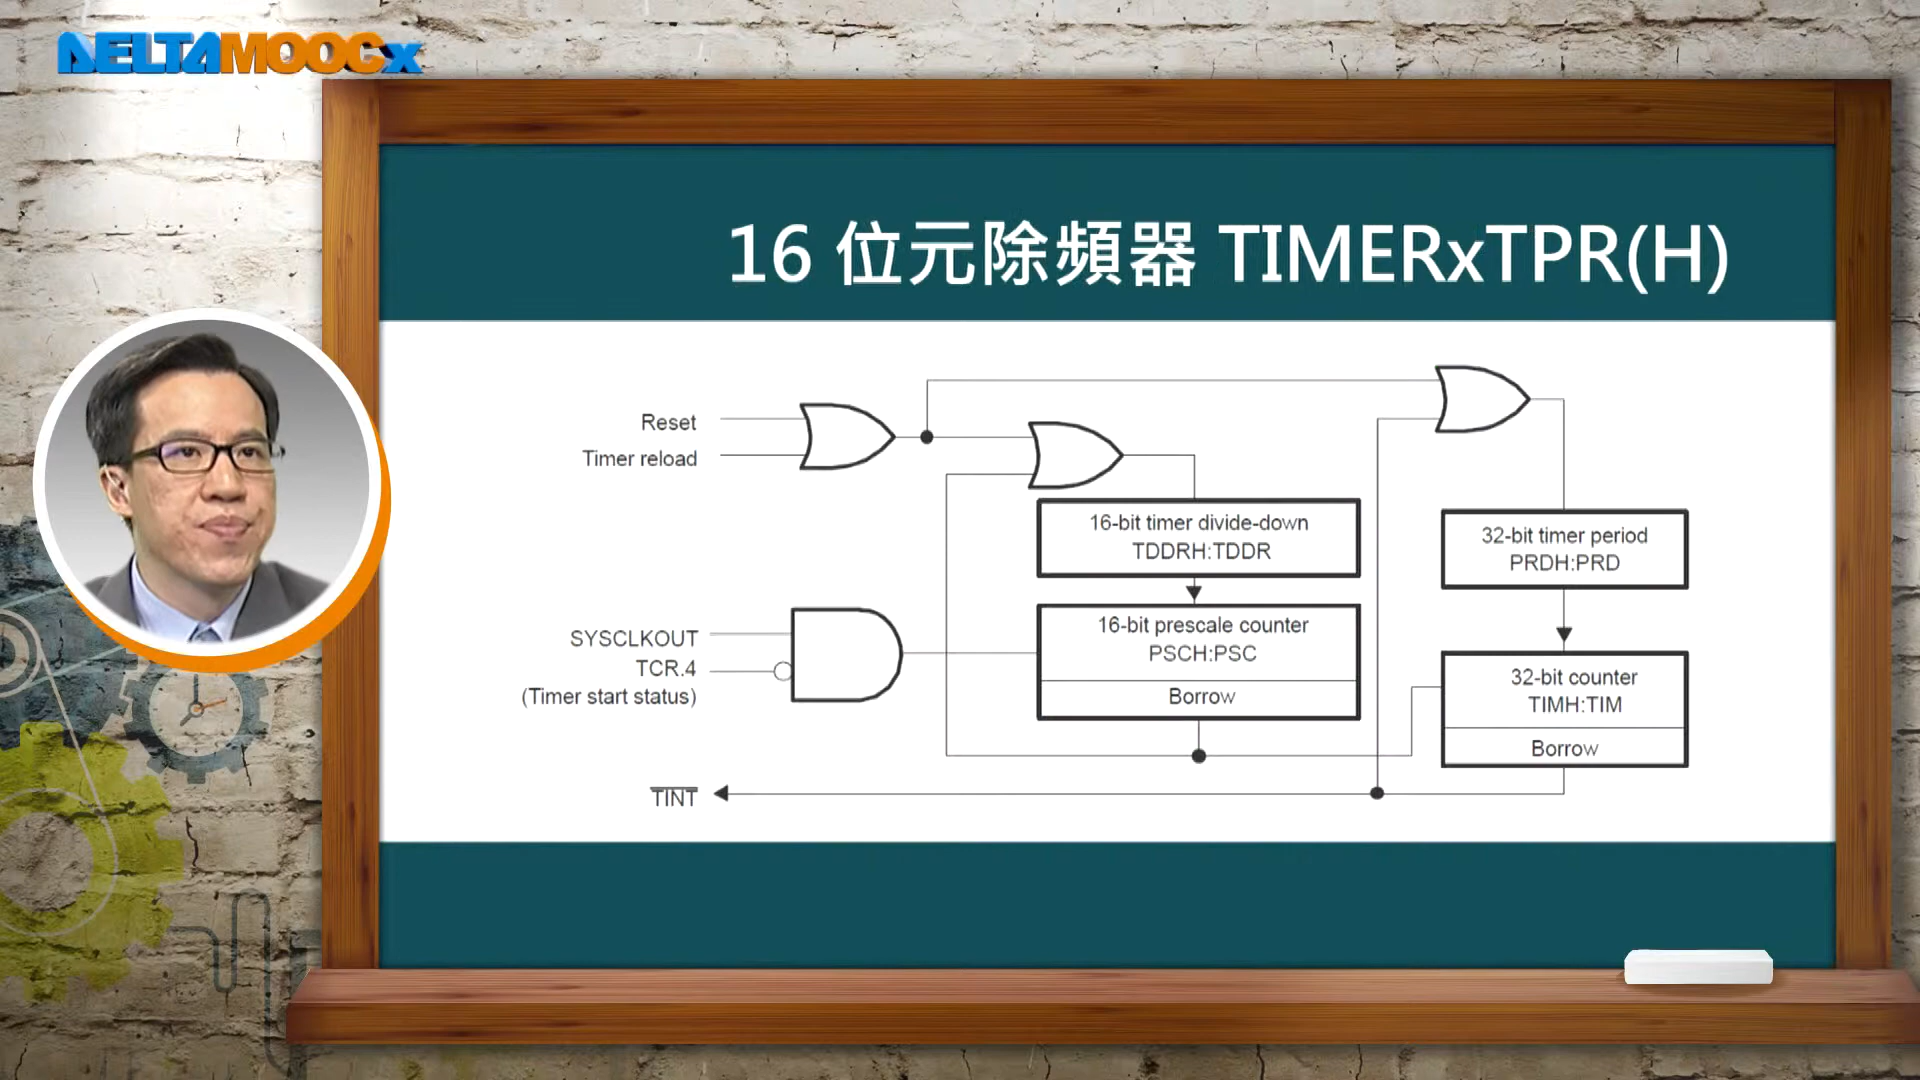 DELTAMOOCx
16 位元除頻器 TIMERxTPR(H)
Reset
Timer reload
16-bit timer divide-down
TDDRH:TDDR
32-bit timer period
PRDH:PRD
SYSCLKOUT
TCR.4
(Timer start status)
16-bit prescale counter
PSCH:PSC
Borrow
32-bit counter
TIMH:TIM
Borrow
TINT